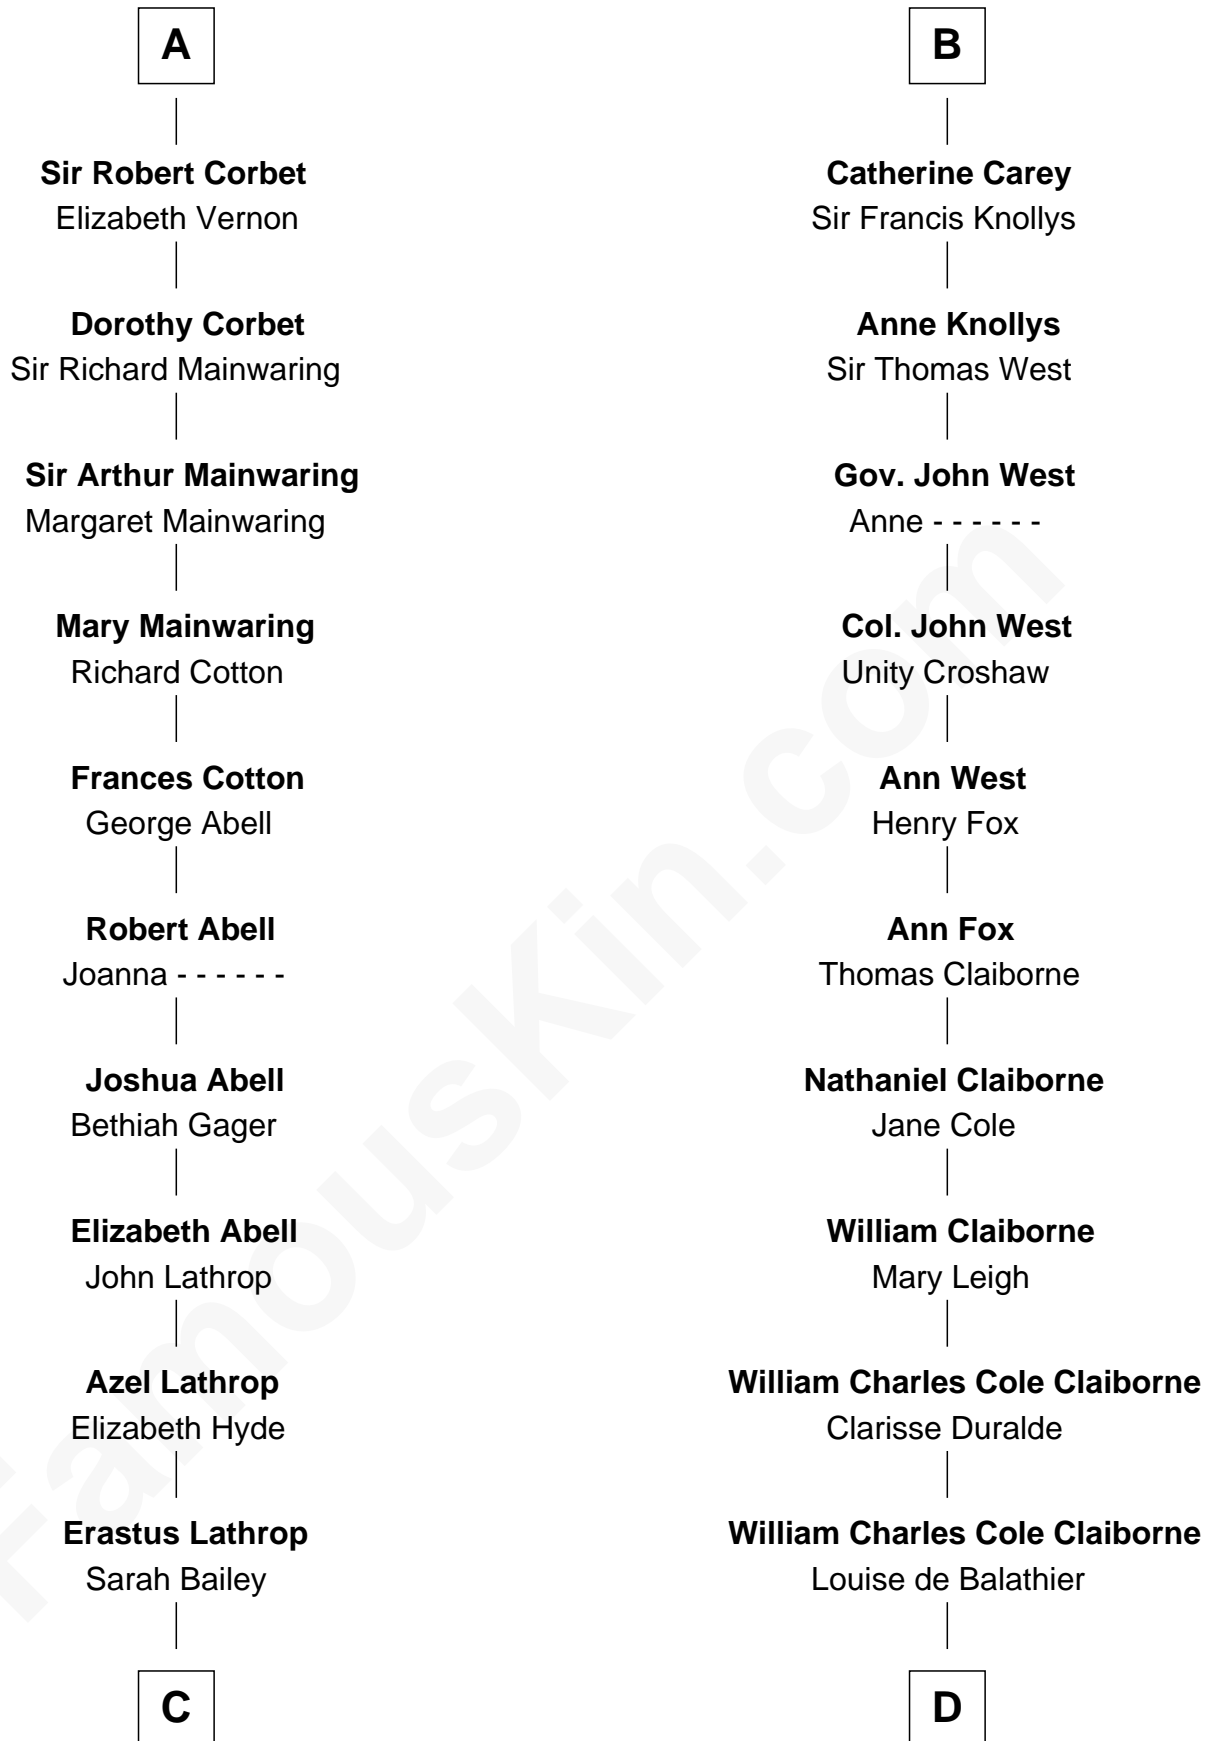 A
Sir Robert Corbet
Elizabeth Vernon
Dorothy Corbet
Sir Richard Mainwaring
Sir Arthur Mainwaring
Margaret Mainwaring
Mary Mainwaring
Richard Cotton
Frances Cotton
George Abell
Robert Abell
Joanna - - - - - -
Joshua Abell
Bethiah Gager
Elizabeth Abell
John Lathrop
Azel Lathrop
Elizabeth Hyde
Erastus Lathrop
Sarah Bailey
C
B
Catherine Carey
Sir Francis Knollys
Anne Knollys
Sir Thomas West
Gov. John West
Anne - - - - - -
Col. John West
Unity Croshaw
Ann West
Henry Fox
Ann Fox
Thomas Claiborne
Nathaniel Claiborne
Jane Cole
William Claiborne
Mary Leigh
William Charles Cole Claiborne
Clarisse Duralde
William Charles Cole Claiborne
Louise de Balathier
D
FamousKin.com